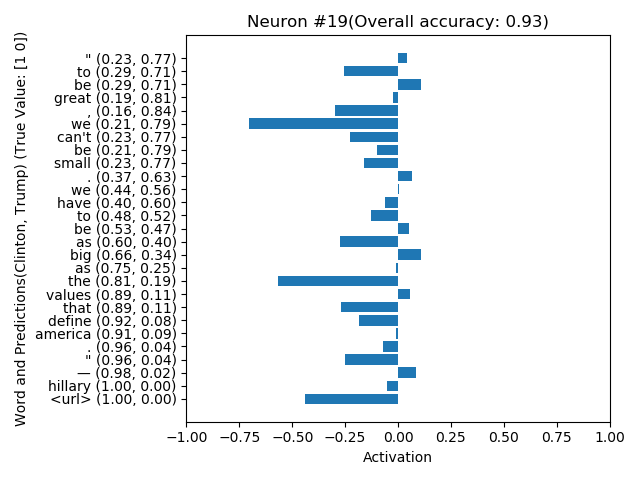 Neuron #19(Overall accuracy: 0.93)
Word and Predictions(Clinton, Trump) (True Value: [1 0])
" (0.23, 0.77)
to (0.29, 0.71)
be (0.29, 0.71)
great (0.19, 0.81)
, (0.16, 0.84)
we (0.21, 0.79)
can't (0.23, 0.77)
be (0.21, 0.79)
small (0.23, 0.77)
. (0.37, 0.63)
we (0.44, 0.56)
have (0.40, 0.60)
to (0.48, 0.52)
be (0.53, 0.47)
as (0.60, 0.40)
big (0.66, 0.34)
as (0.75, 0.25)
the (0.81, 0.19)
values (0.89, 0.11)
that (0.89, 0.11)
define (0.92, 0.08)
america (0.91, 0.09)
. (0.96, 0.04)
" (0.96, 0.04)
— (0.98, 0.02)
hillary (1.00, 0.00)
<url> (1.00, 0.00)
−1.00 −0.75 −0.50 −0.25 0.00 0.25 0.50 0.75 1.00
Activation